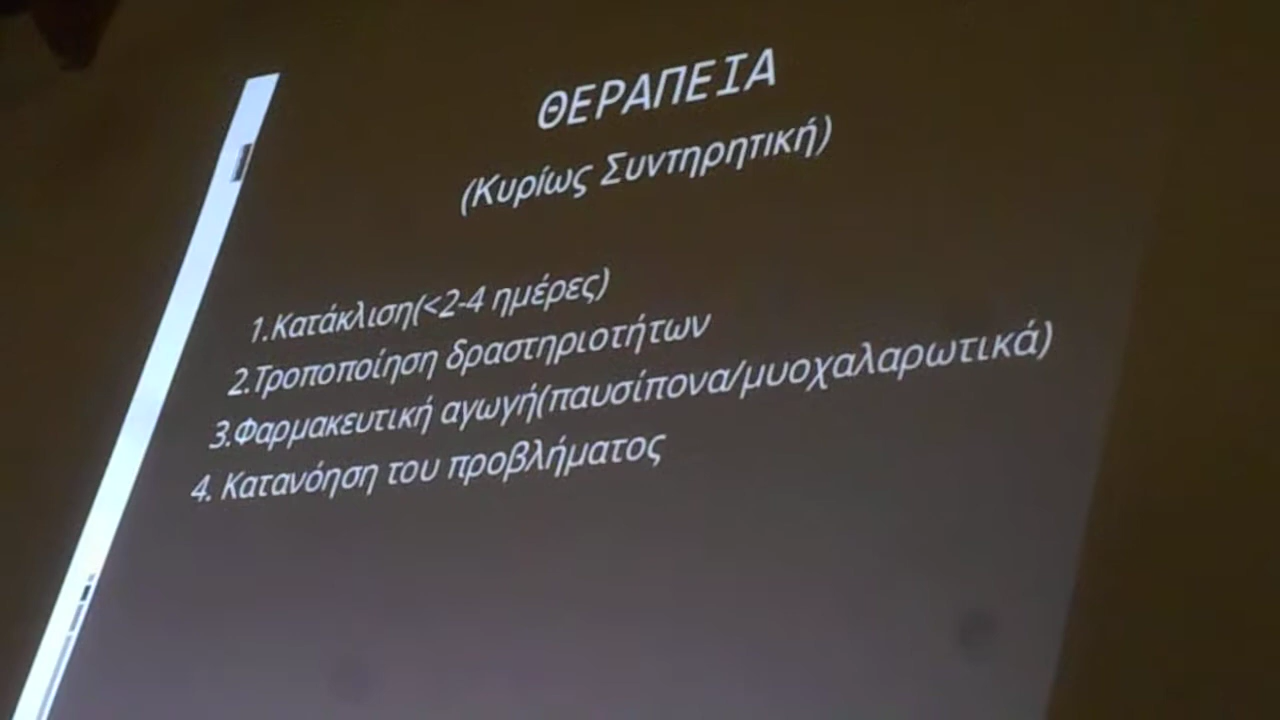 ΘΕΡΑΠΕΙΑ
(Κυρίως Συντηρητική)
1.Κατάκλιση(<2-4 ημέρες)
2.Τροποποίηση δραστηριοτήτων
3.Φαρμακευτική αγωγή(παυσίπονα/μυοχαλαρωτικά)
4. Κατανόηση του προβλήματος